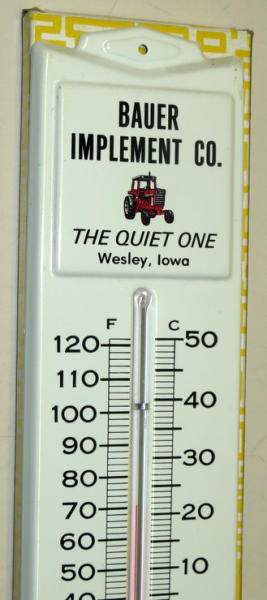 BAUER
IMPLEMENT CO.
THE QUIET ONE
Wesley, Iowa
F C
120 50
110
100 40
90
80 30
70
60 20
50
40 10